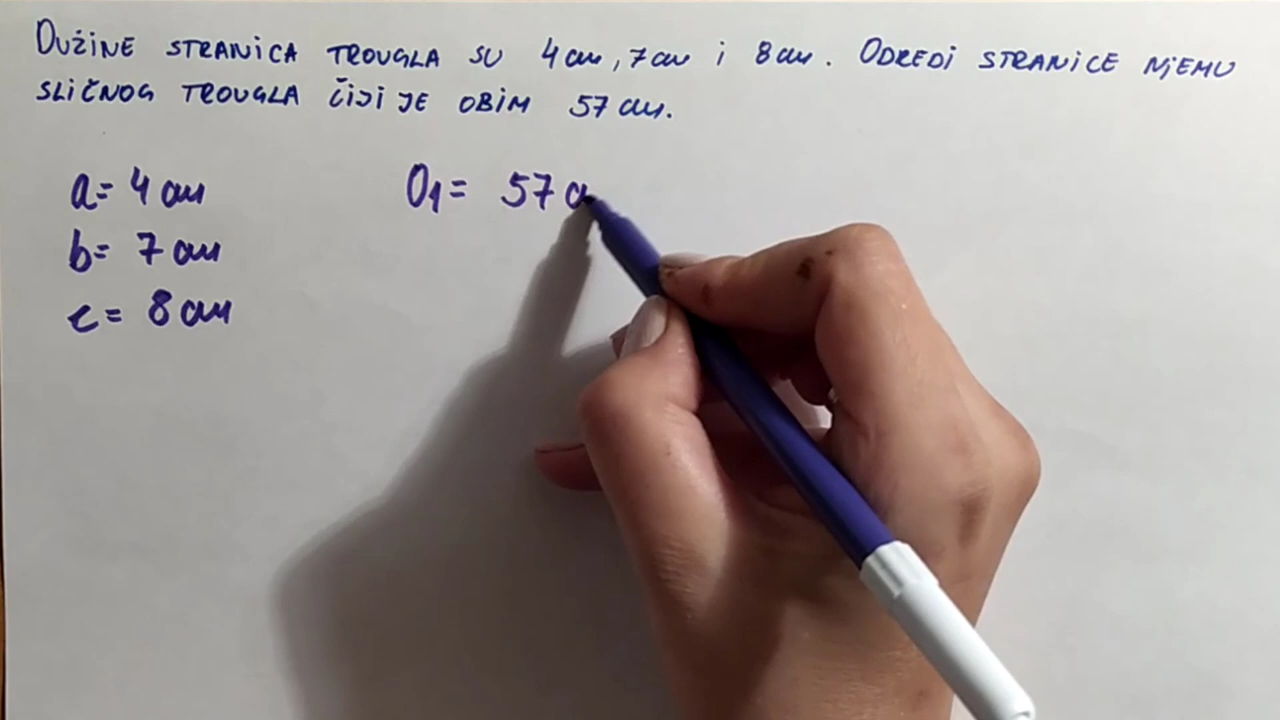 DUŽINE STRANICA TROUGLA SU 4 cm, 7 cm i 8 cm. ODREDI STRANICE NJEMU
SLIČNOG TROUGLA ČIJI JE OBIM 57 cm.
a = 4 cm
O₁ = 57 c
b = 7 cm
c = 8 cm